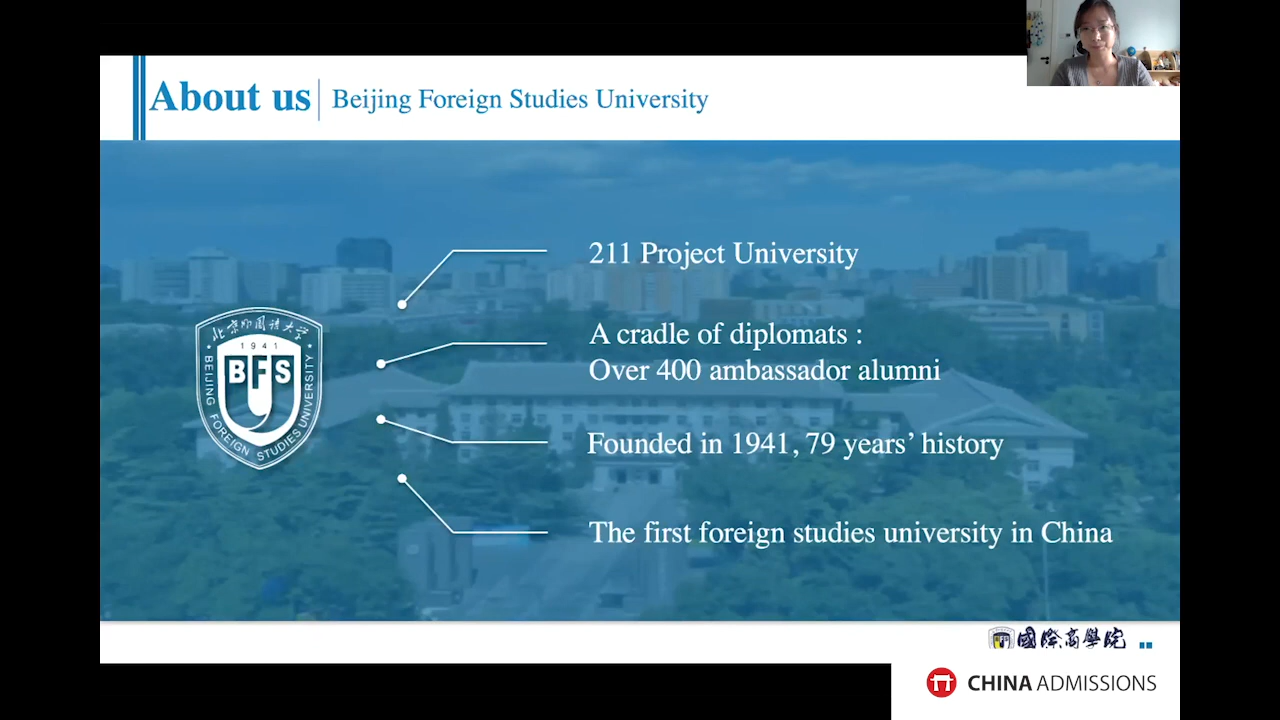 About us
Beijing Foreign Studies University
211 Project University
A cradle of diplomats :
Over 400 ambassador alumni
Founded in 1941, 79 years’ history
The first foreign studies university in China
北京外国语大学
1941
BFS
BEIJING FOREIGN STUDIES UNIVERSITY
國際商學院
CHINA ADMISSIONS